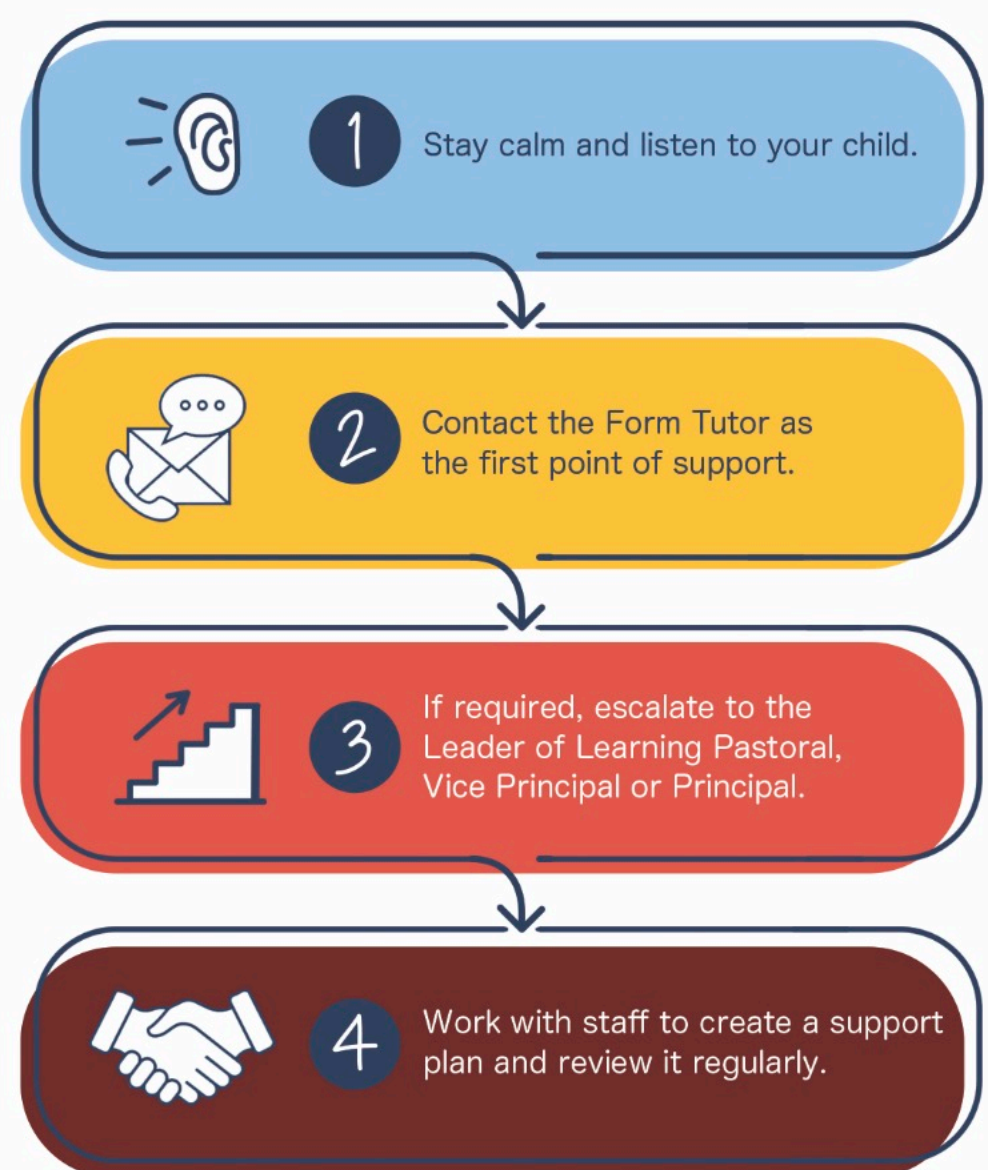 1
Stay calm and listen to your child.
2
Contact the Form Tutor as
the first point of support.
3
If required, escalate to the
Leader of Learning Pastoral,
Vice Principal or Principal.
4
Work with staff to create a support
plan and review it regularly.